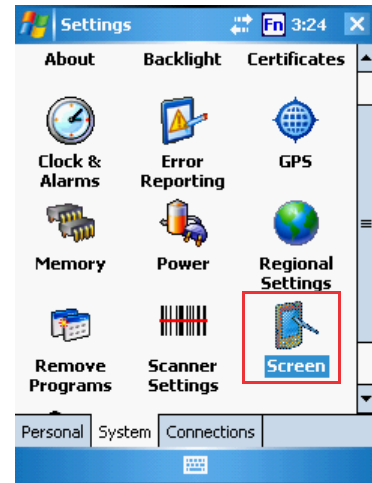 Settings Fn 3:24
About Backlight Certificates
Clock & Error GPS
Alarms Reporting
Memory Power Regional
Settings
Remove Scanner Screen
Programs Settings
Personal System Connections